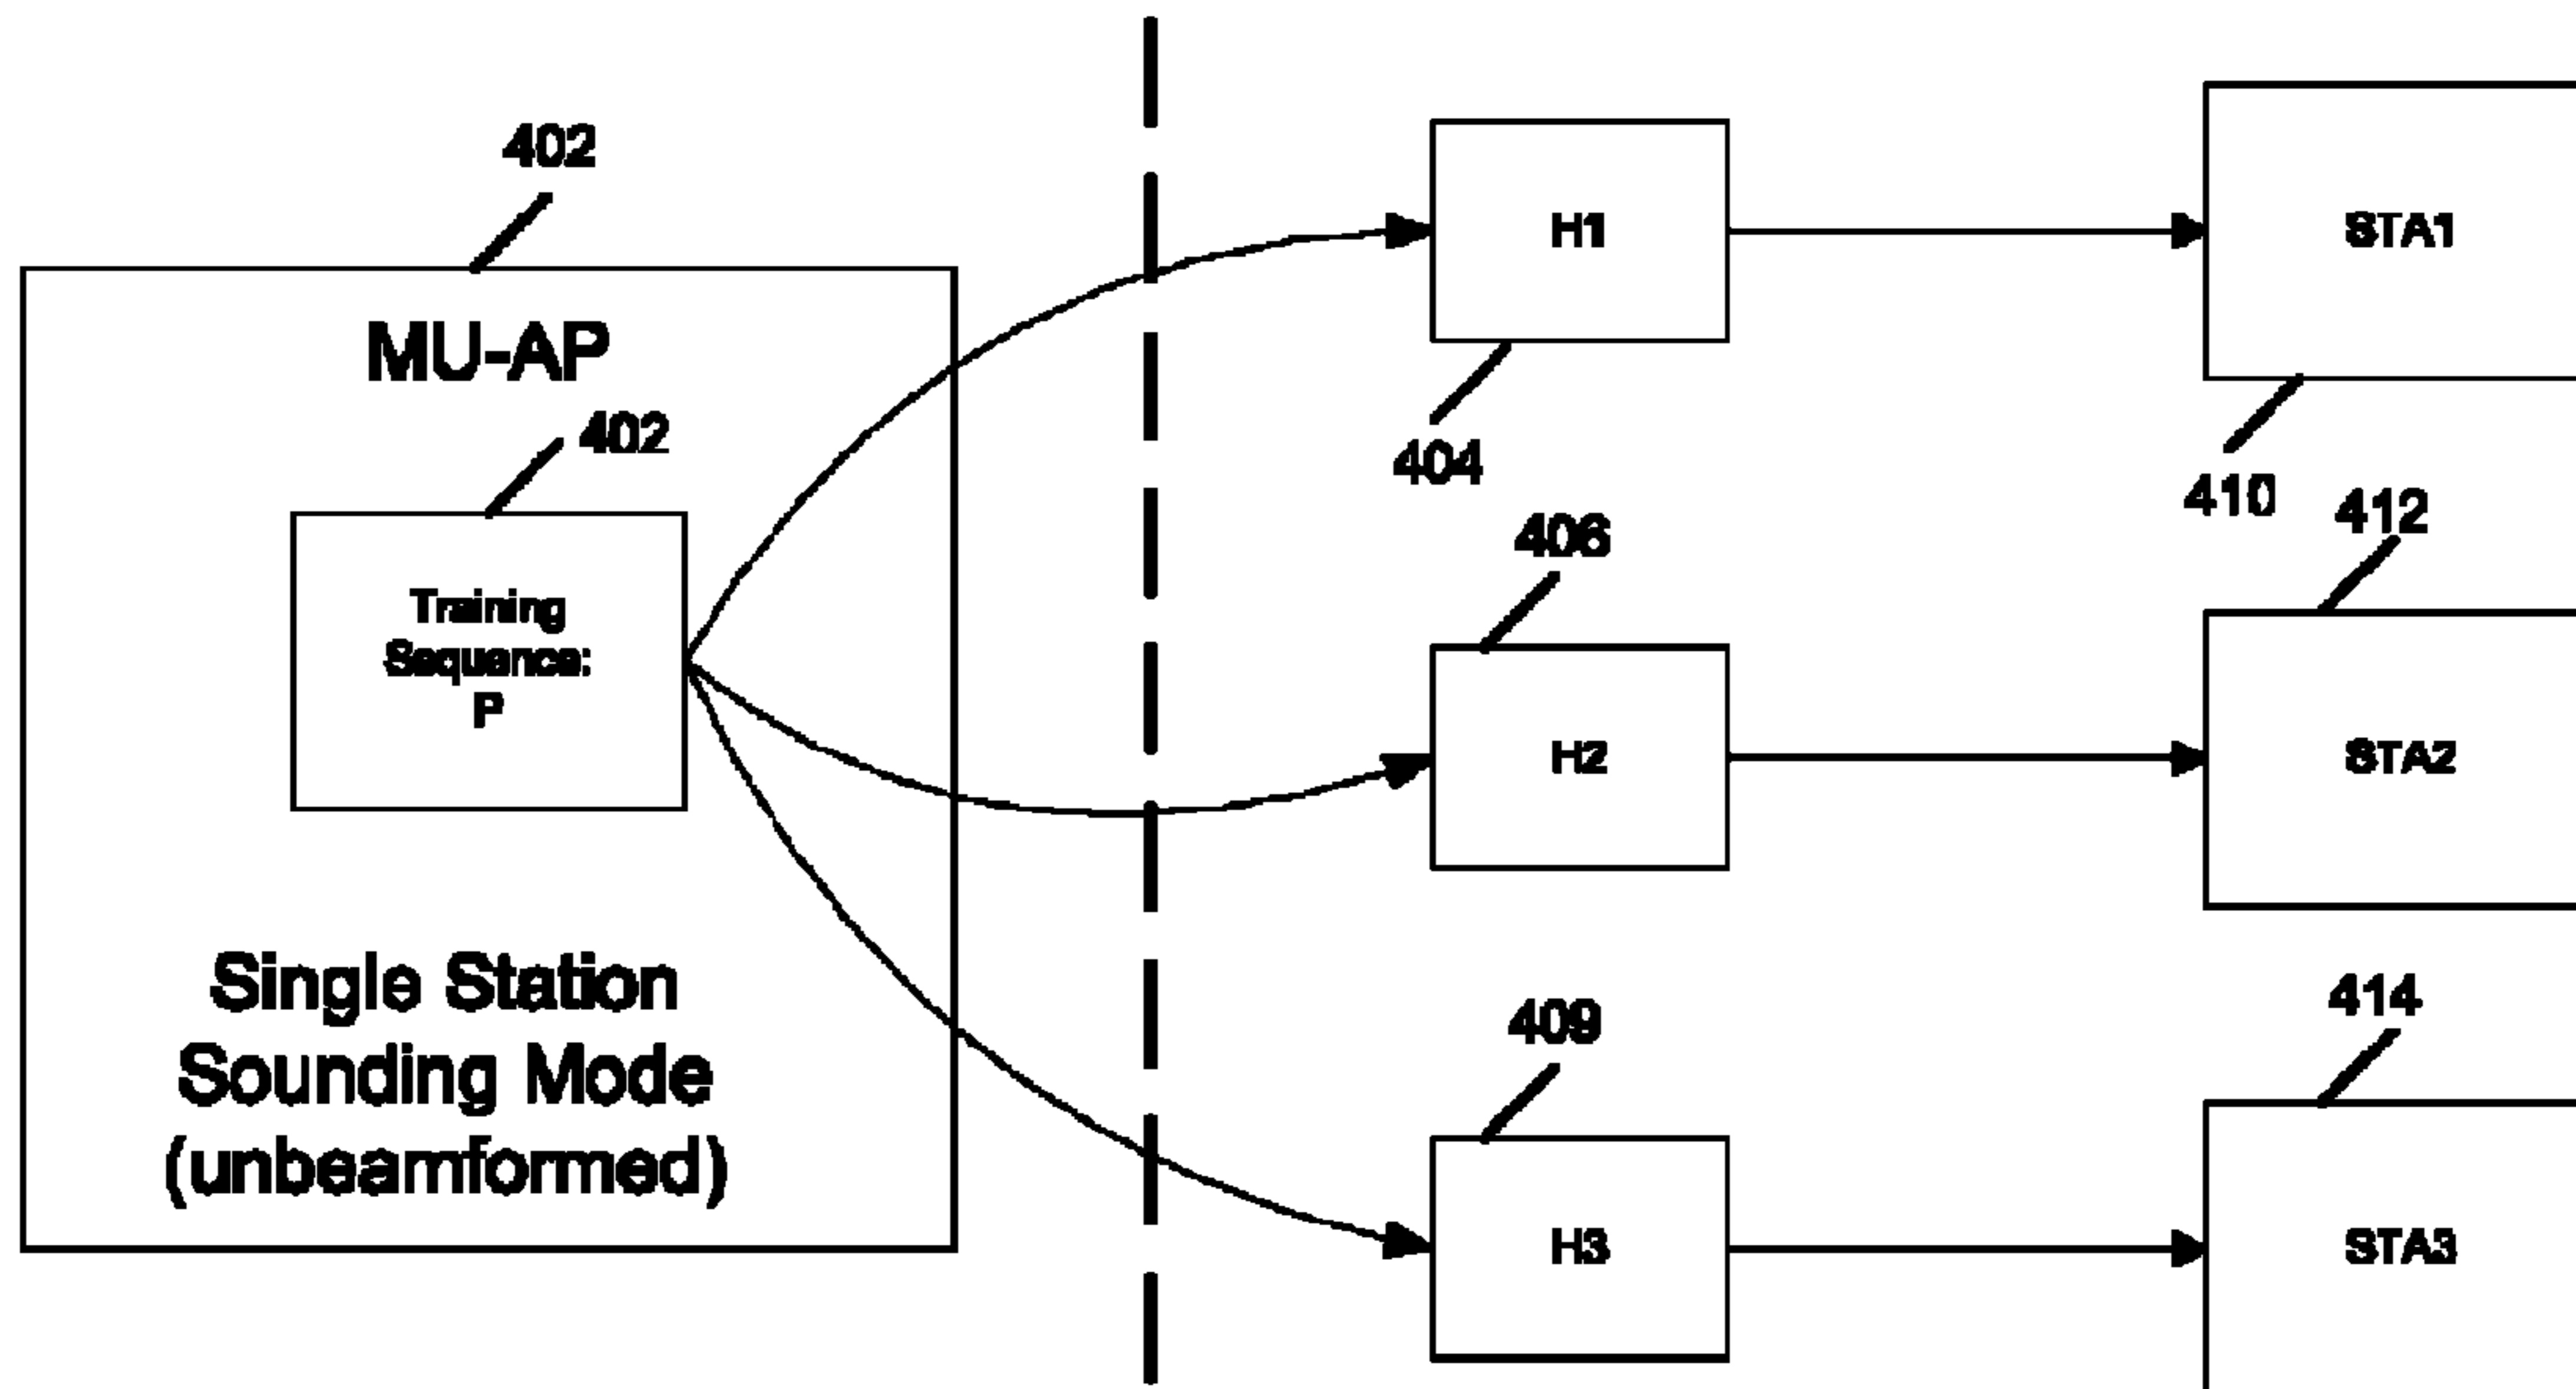 402
MU-AP
402
Training
Sequence:
P
Single Station
Sounding Mode
(unbeamformed)
H1
404
STA1
410
406
H2
412
STA2
409
H3
414
STA3